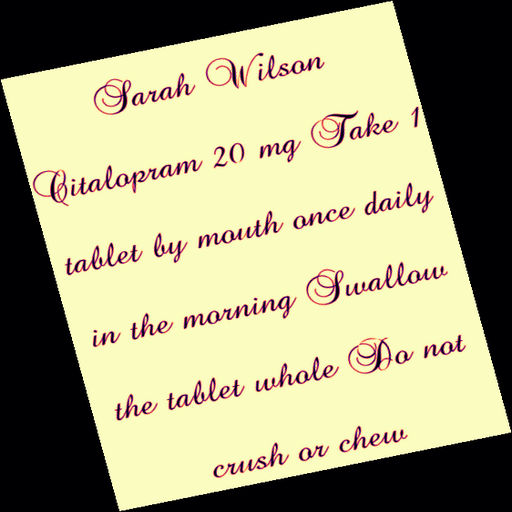 Sarah Wilson
Citalopram 20 mg Take 1
tablet by mouth once daily
in the morning Swallow
the tablet whole Do not
crush or chew